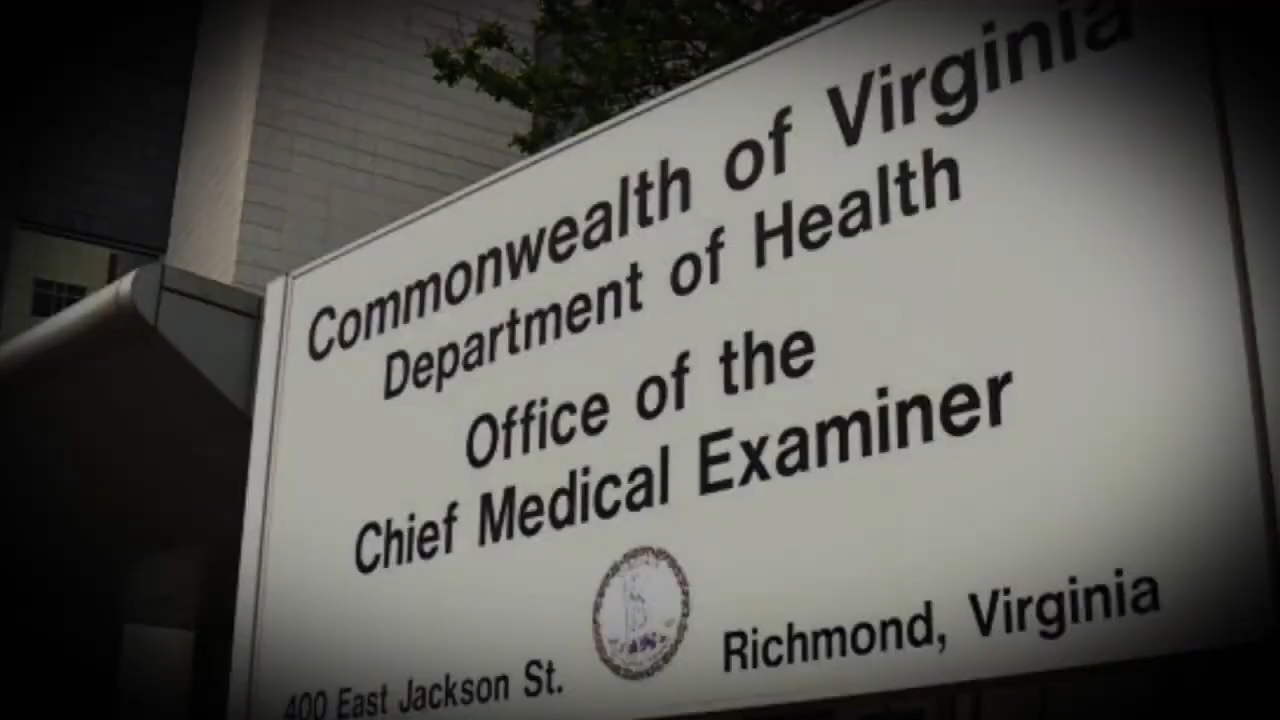 Commonwealth of Virginia
Department of Health
Office of the
Chief Medical Examiner
400 East Jackson St.
Richmond, Virginia